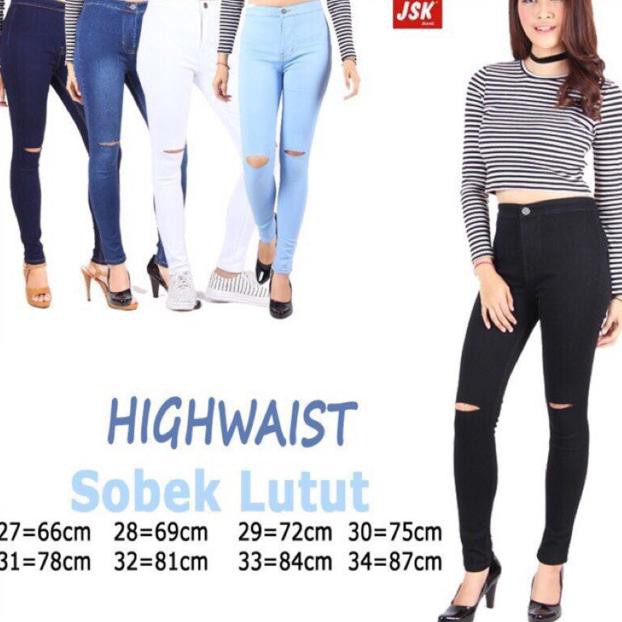 JSK
JEANS
HIGHWAIST
Sobek Lutut
27=66cm 28=69cm 29=72cm 30=75cm
31=78cm 32=81cm 33=84cm 34=87cm